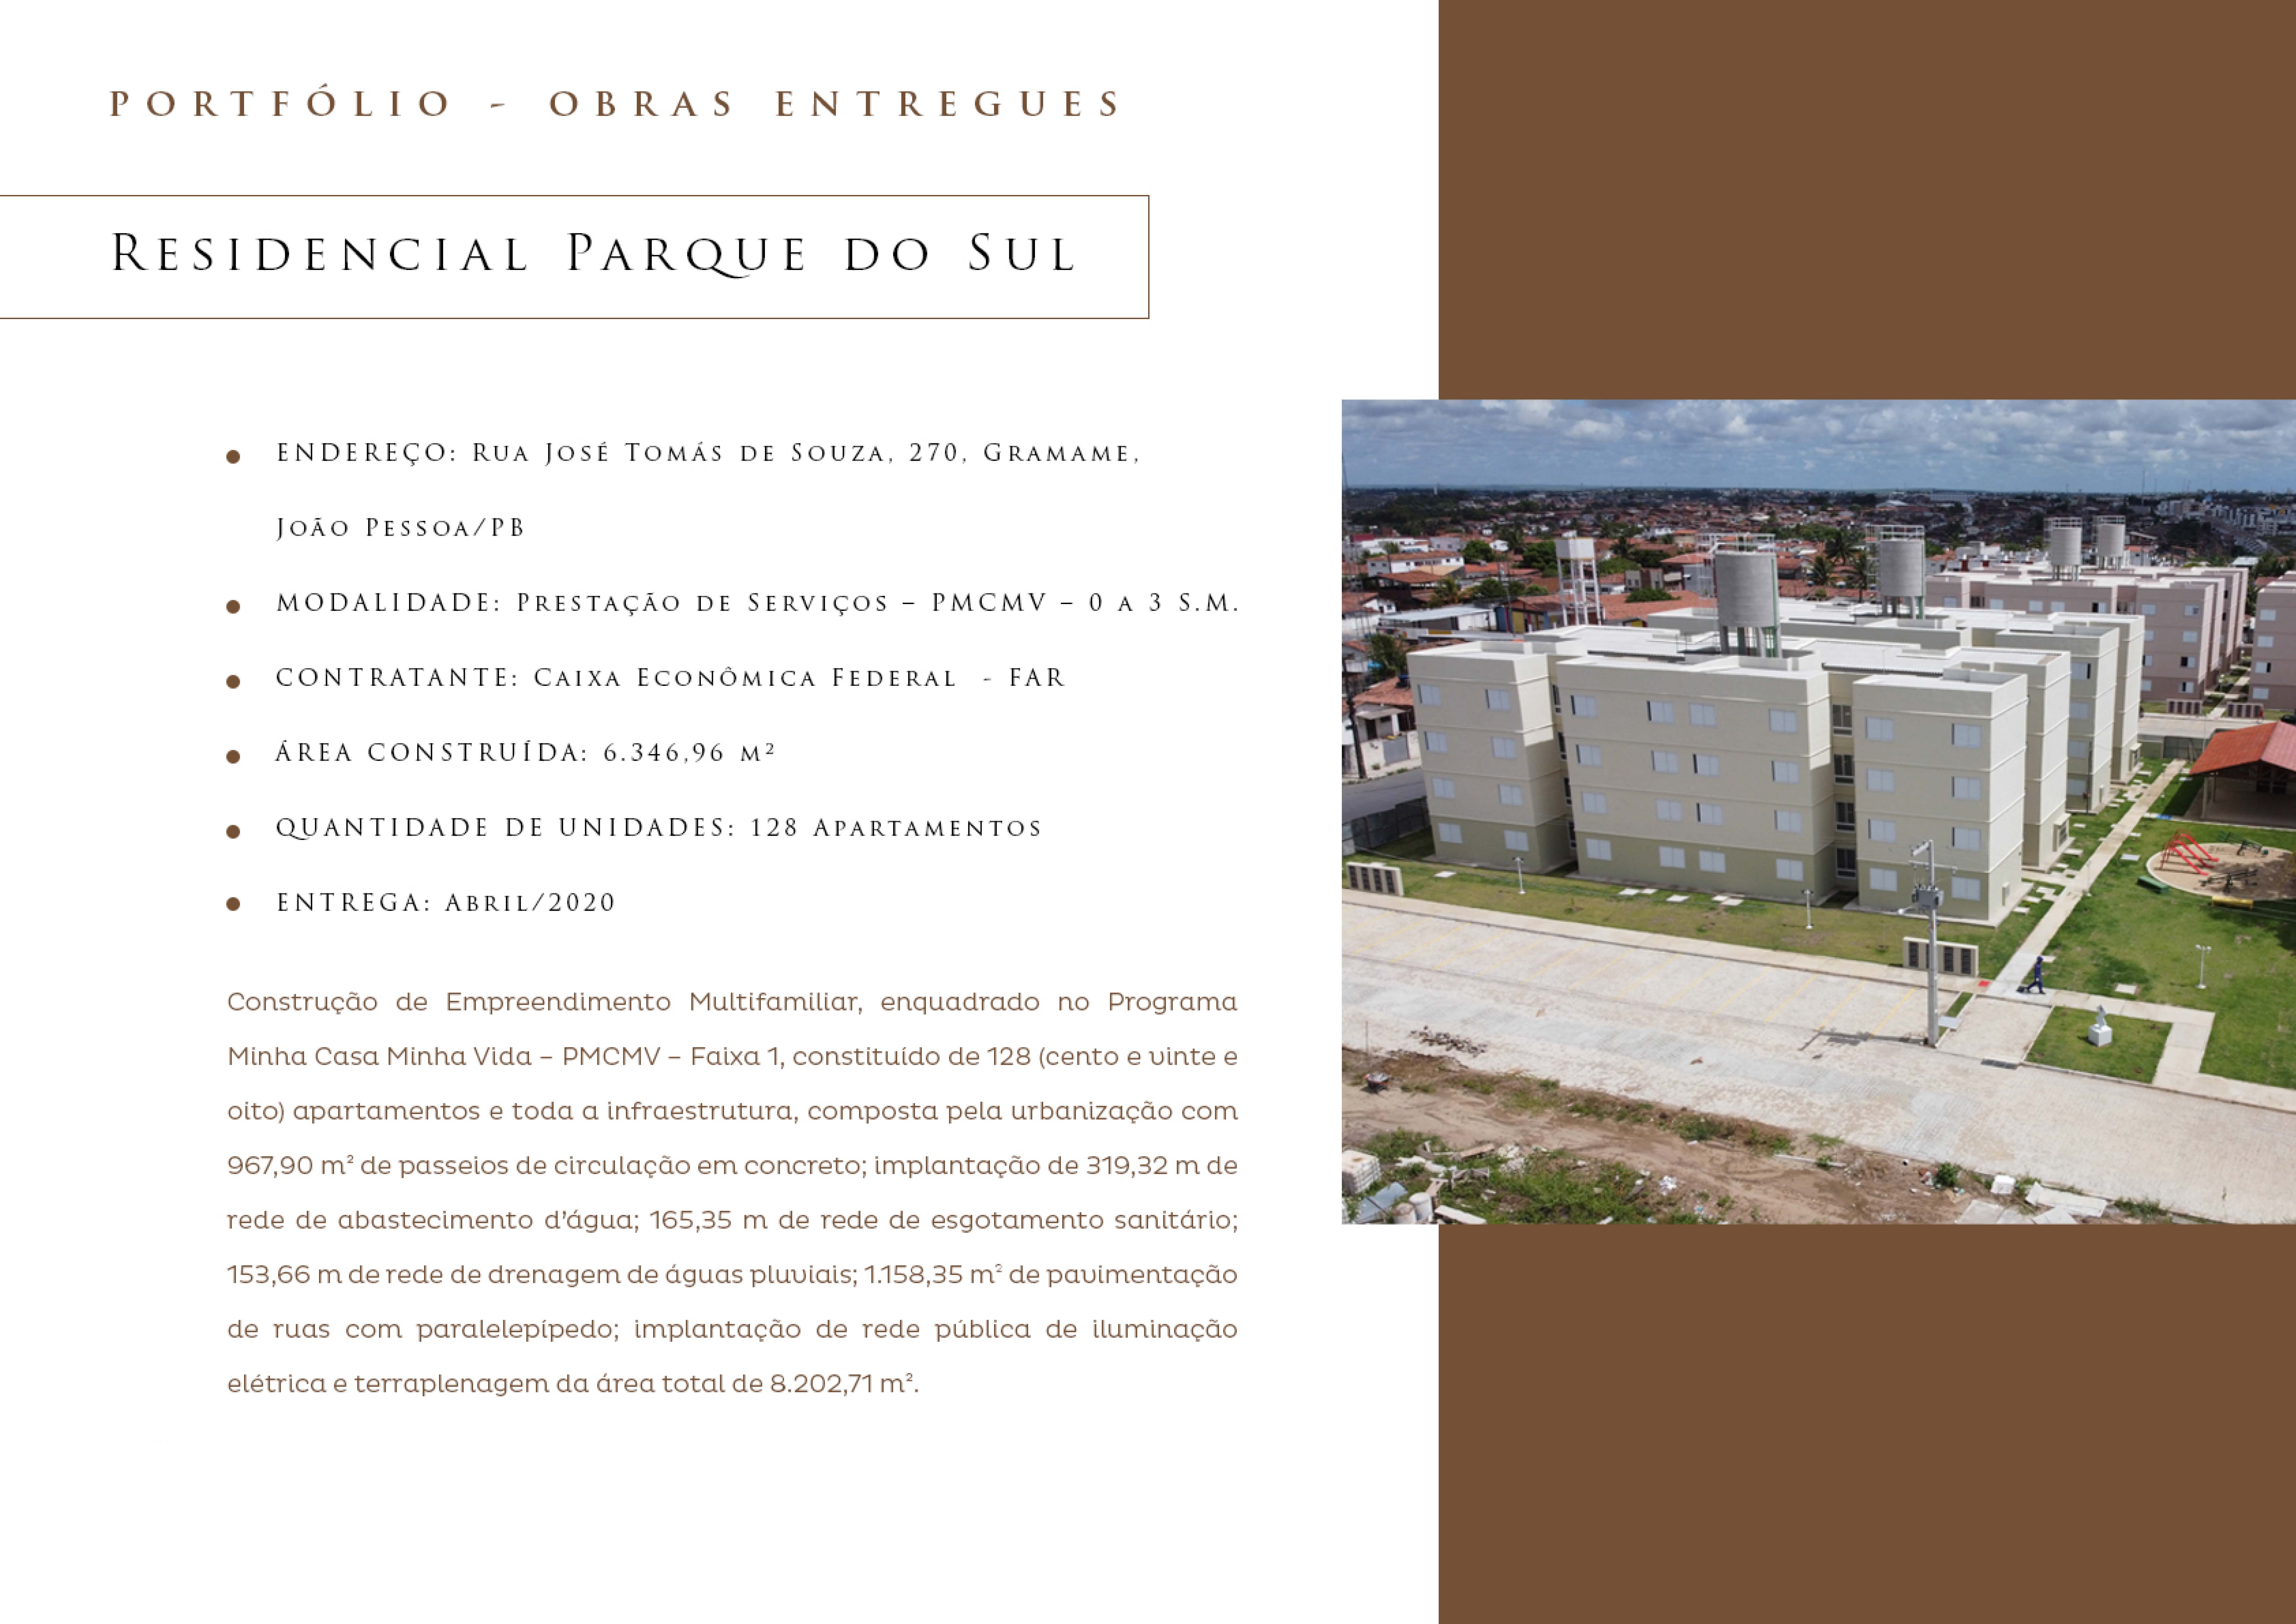 PORTFÓLIO - OBRAS ENTREGUES
Residencial Parque do Sul
ENDEREÇO: Rua José Tomás de Souza, 270, Gramame,
João Pessoa/PB
MODALIDADE: Prestação de Serviços – PMCMV – 0 a 3 S.M.
CONTRATANTE: Caixa Econômica Federal - FAR
ÁREA CONSTRUÍDA: 6.346,96 m²
QUANTIDADE DE UNIDADES: 128 Apartamentos
ENTREGA: Abril/2020
Construção de Empreendimento Multifamiliar, enquadrado no Programa
Minha Casa Minha Vida – PMCMV – Faixa 1, constituído de 128 (cento e vinte e
oito) apartamentos e toda a infraestrutura, composta pela urbanização com
967,90 m² de passeios de circulação em concreto; implantação de 319,32 m de
rede de abastecimento d'água; 165,35 m de rede de esgotamento sanitário;
153,66 m de rede de drenagem de águas pluviais; 1.158,35 m² de pavimentação
de ruas com paralelepípedo; implantação de rede pública de iluminação
elétrica e terraplenagem da área total de 8.202,71 m².